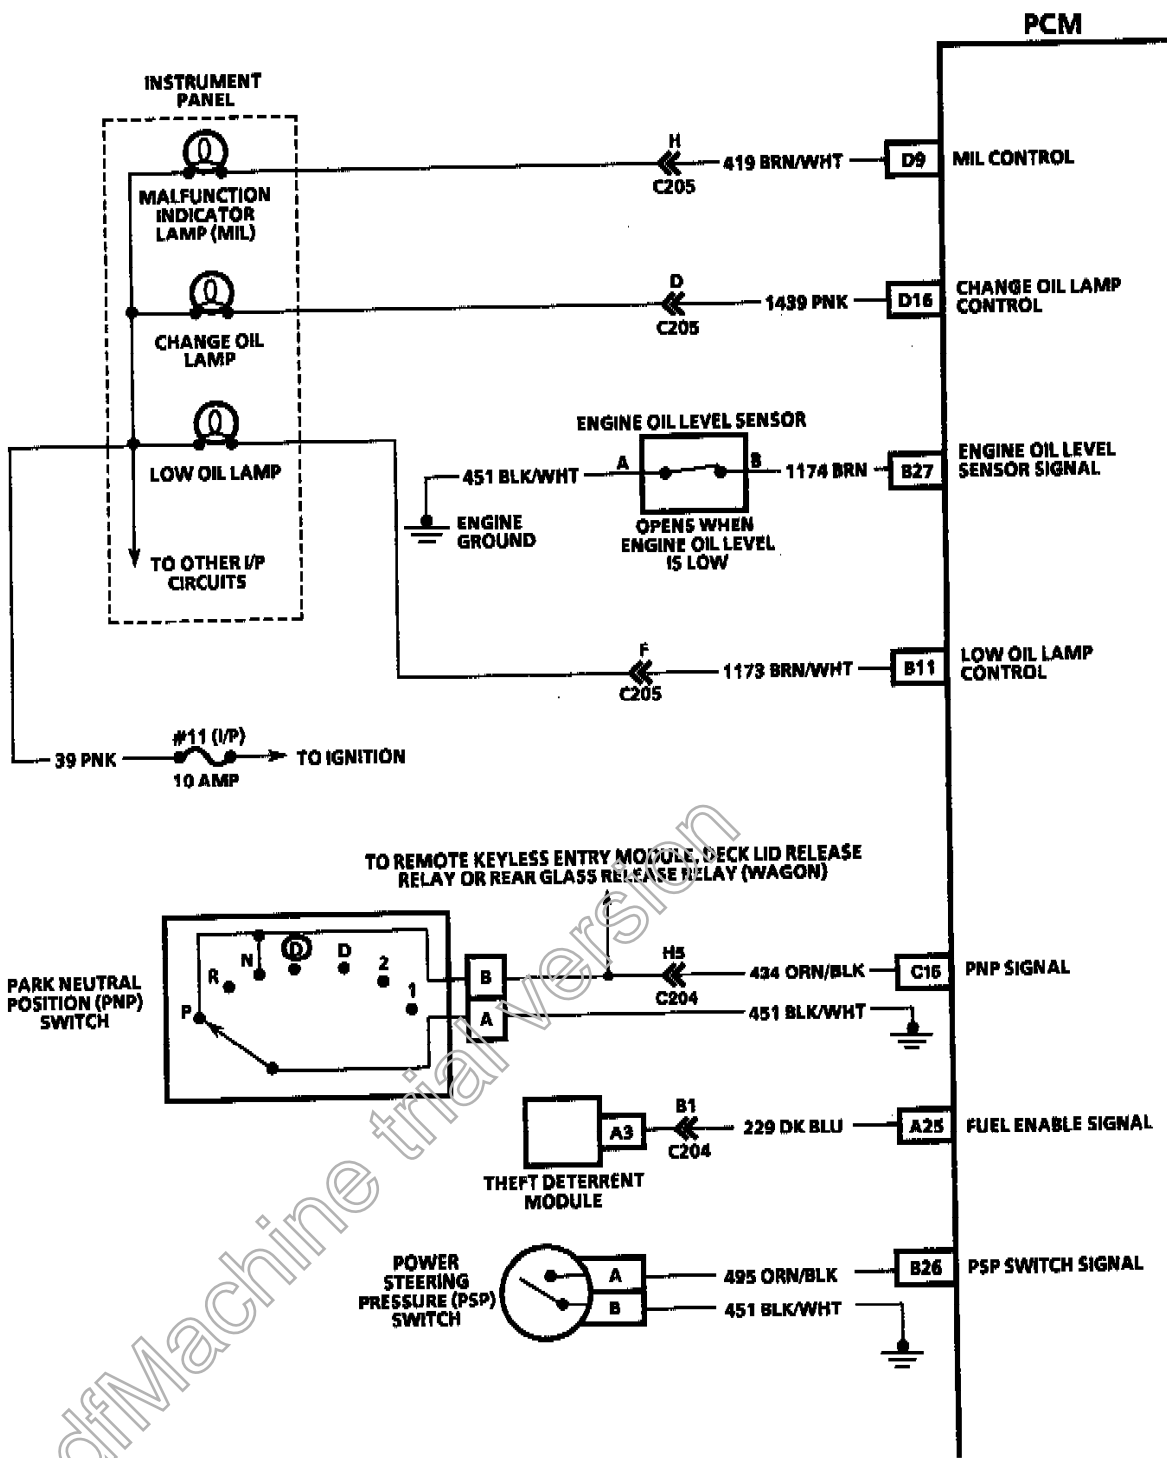 PCM
INSTRUMENT
PANEL
H
419 BRN/WHT
D9
MIL CONTROL
C205
MALFUNCTION
INDICATOR
LAMP (MIL)
D
1439 PNK
D16
CHANGE OIL LAMP
CONTROL
C205
CHANGE OIL
LAMP
ENGINE OIL LEVEL SENSOR
LOW OIL LAMP
451 BLK/WHT
A
B
1174 BRN
B27
ENGINE OIL LEVEL
SENSOR SIGNAL
ENGINE
GROUND
OPENS WHEN
ENGINE OIL LEVEL
IS LOW
TO OTHER I/P
CIRCUITS
F
1173 BRN/WHT
B11
LOW OIL LAMP
CONTROL
C205
#11 (I/P)
39 PNK
TO IGNITION
10 AMP
TO REMOTE KEYLESS ENTRY MODULE, DECK LID RELEASE
RELAY OR REAR GLASS RELEASE RELAY (WAGON)
PARK NEUTRAL
POSITION (PNP)
SWITCH
P
R
N
D
D
2
1
B
A
H5
C204
434 ORN/BLK
C16
PNP SIGNAL
451 BLK/WHT
THEFT DETERRENT
MODULE
A3
B1
C204
229 DK BLU
A25
FUEL ENABLE SIGNAL
POWER
STEERING
PRESSURE (PSP)
SWITCH
A
B
495 ORN/BLK
B26
PSP SWITCH SIGNAL
451 BLK/WHT
dfMachine trial version